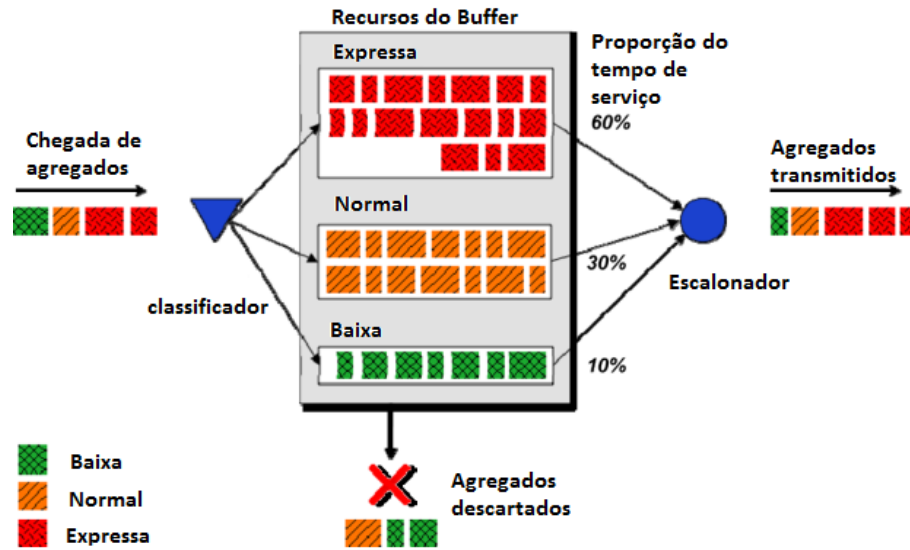 Recursos do Buffer
Expressa
Proporção do
tempo de
serviço
60%
Chegada de
agregados
Agregados
transmitidos
Normal
30%
Escalonador
classificador
Baixa
10%
Baixa
Normal
Expressa
Agregados
descartados